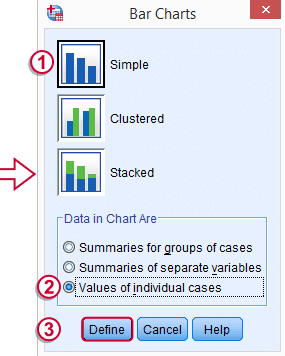 Bar Charts
1 Simple
Clustered
Stacked
Data in Chart Are
Summaries for groups of cases
Summaries of separate variables
2 Values of individual cases
3 Define Cancel Help